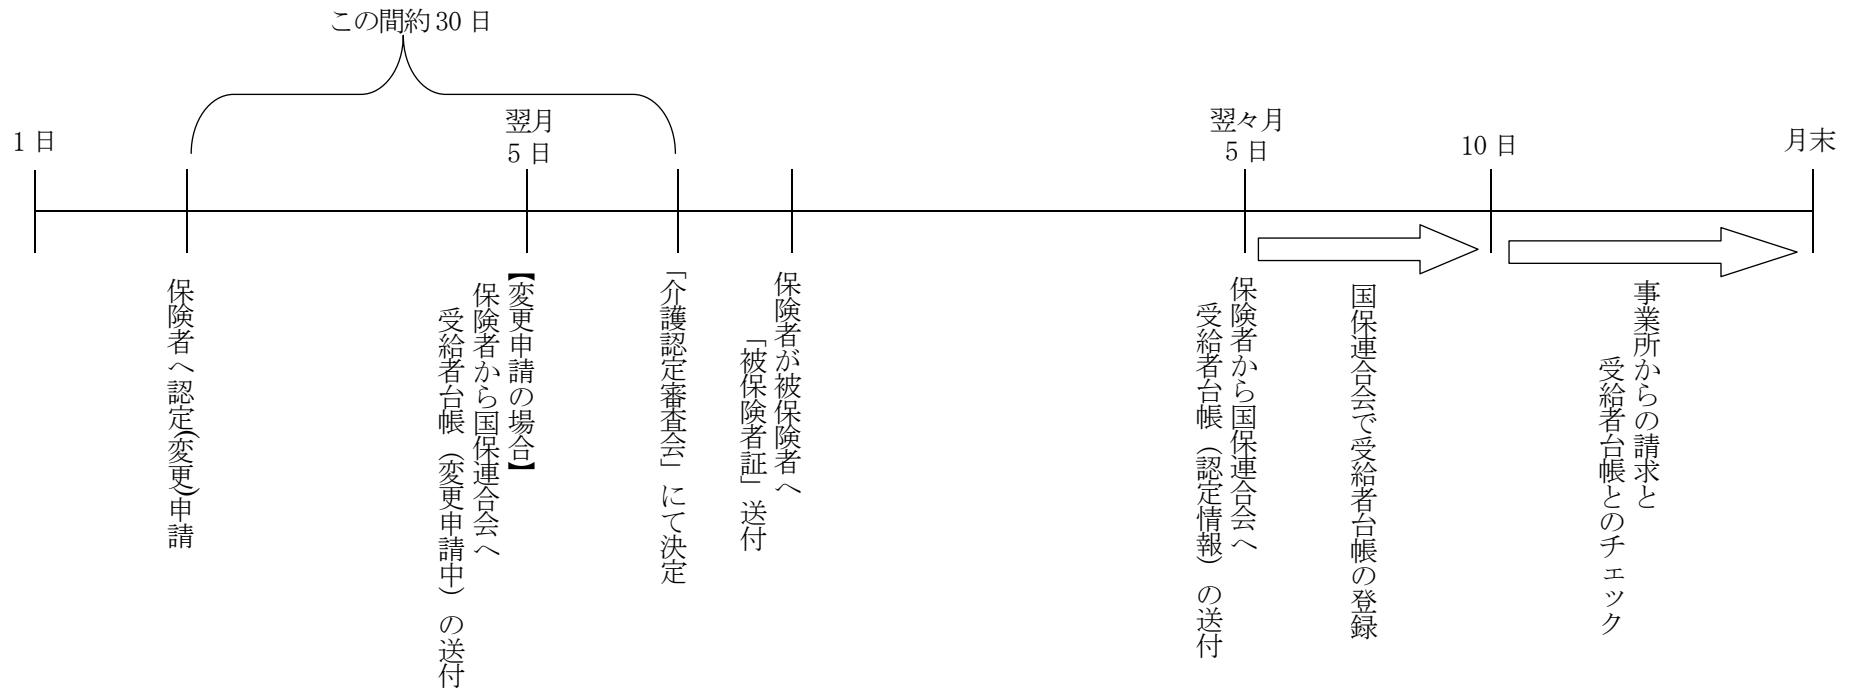 この間約30日
1日
翌月
5日
翌々月
5日
10日
月末
保険者へ認定(変更)申請
【変更申請の場合】
保険者から国保連合会へ
受給者台帳（変更申請中）の送付
「介護認定審査会」にて決定
保険者が被保険者へ
「被保険者証」送付
保険者から国保連合会へ
受給者台帳（認定情報）の送付
国保連合会で受給者台帳の登録
事業所からの請求と
受給者台帳とのチェック